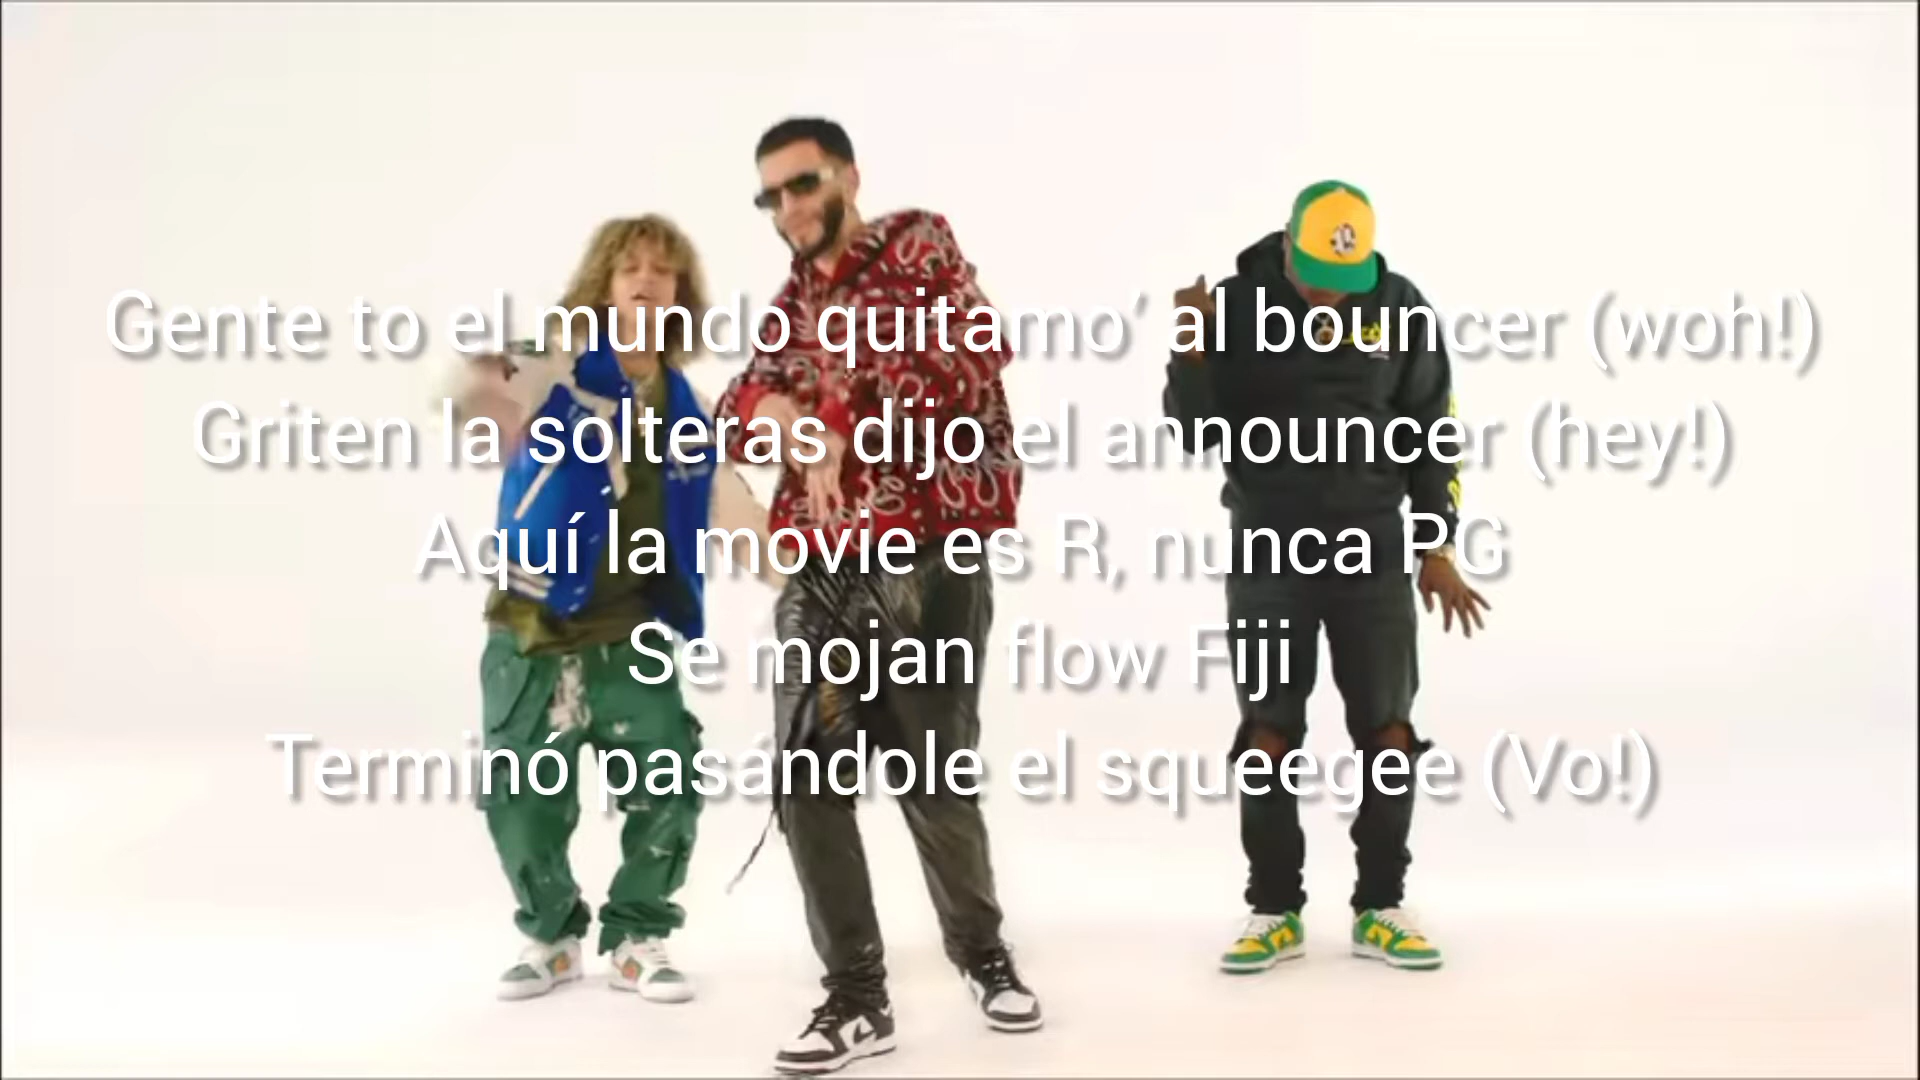 Gente to el mundo quitamo' al bouncer (woh!)
Griten la solteras dijo el announcer (hey!)
Aquí la movie es R, nunca PG
Se mojan flow Fiji
Terminó pasándole el squeegee (Vo!)